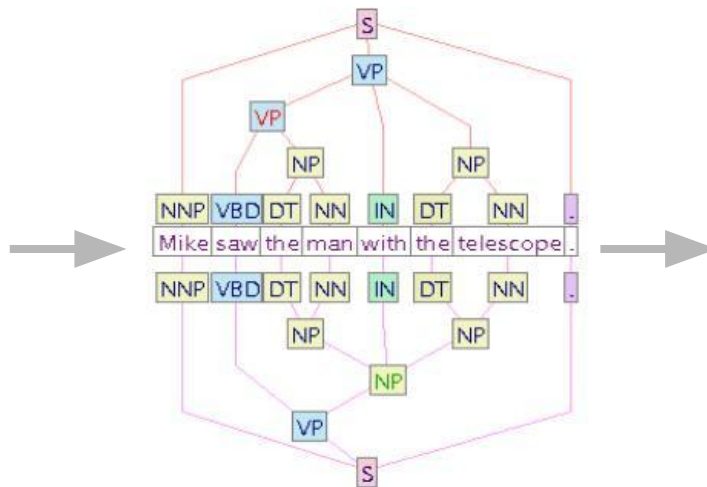 S
VP
VP
NP NP
NNP VBD DT NN IN DT NN .
Mike saw the man with the telescope .
NNP VBD DT NN IN DT NN .
NP NP
NP
VP
S